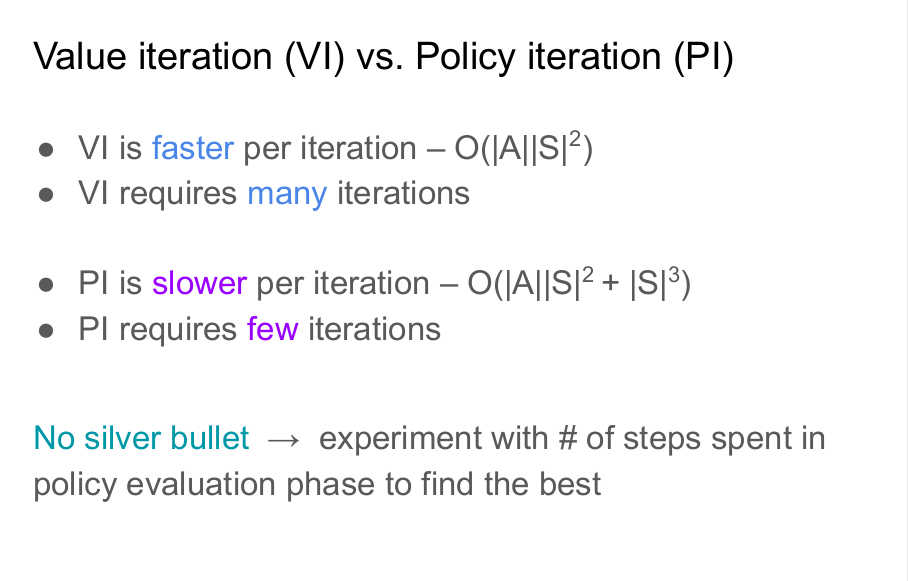 Value iteration (VI) vs. Policy iteration (PI)
● VI is faster per iteration – O(|A||S|²)
● VI requires many iterations
● PI is slower per iteration – O(|A||S|² + |S|³)
● PI requires few iterations
No silver bullet → experiment with # of steps spent in
policy evaluation phase to find the best